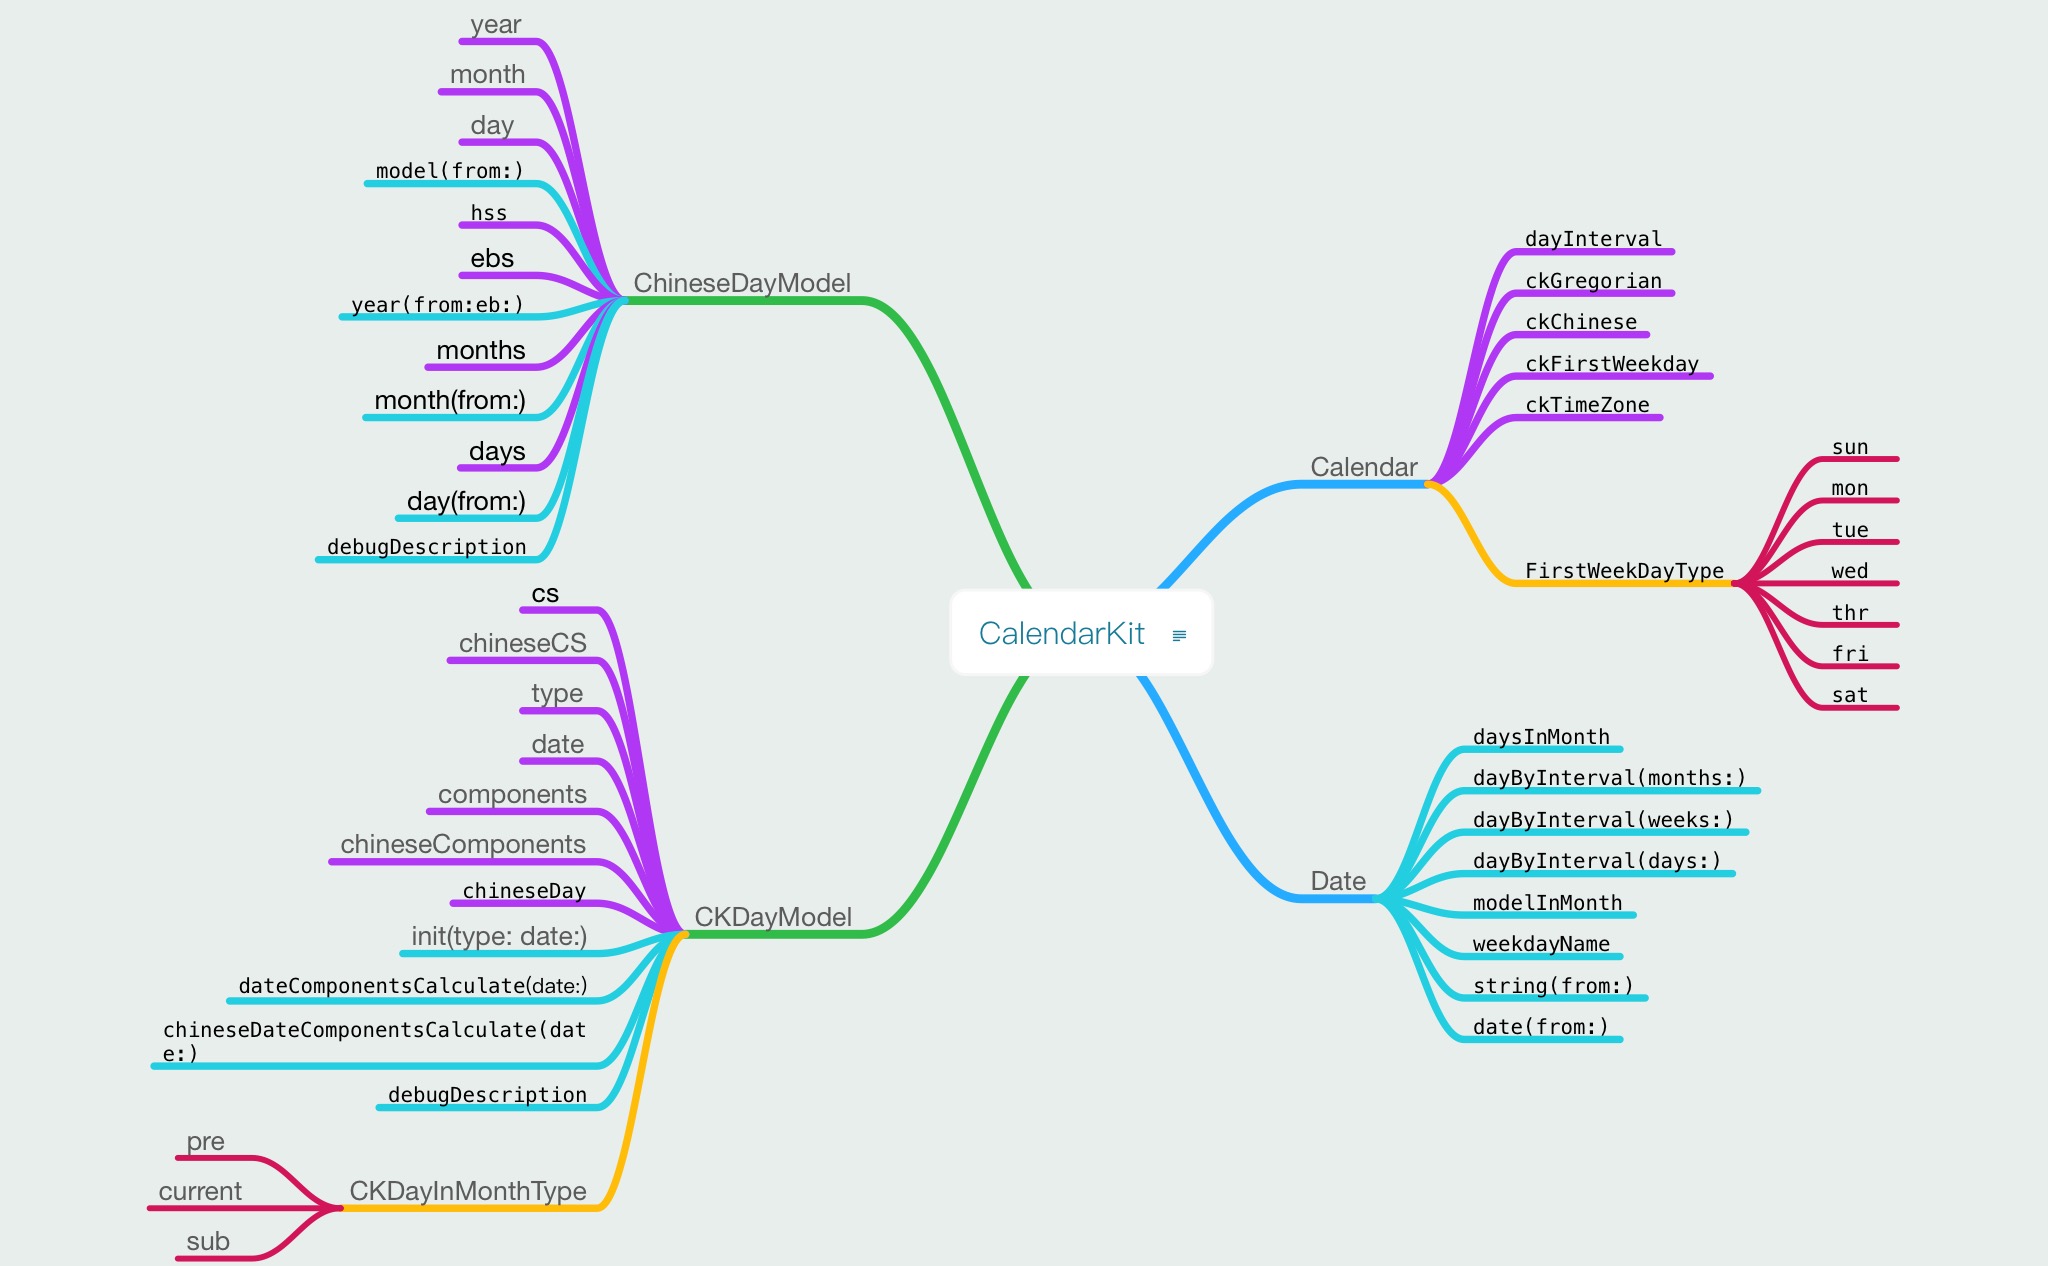 year
month
day
model(from:)
hss
ebs
year(from:eb:)
months
month(from:)
days
day(from:)
debugDescription
ChineseDayModel
cs
chineseCS
type
date
components
chineseComponents
chineseDay
init(type: date:)
dateComponentsCalculate(date:)
chineseDateComponentsCalculate(dat
e:)
debugDescription
CKDayModel
pre
current
sub
CKDayInMonthType
CalendarKit
Calendar
dayInterval
ckGregorian
ckChinese
ckFirstWeekday
ckTimeZone
FirstWeekDayType
sun
mon
tue
wed
thr
fri
sat
Date
daysInMonth
dayByInterval(months:)
dayByInterval(weeks:)
dayByInterval(days:)
modelInMonth
weekdayName
string(from:)
date(from:)